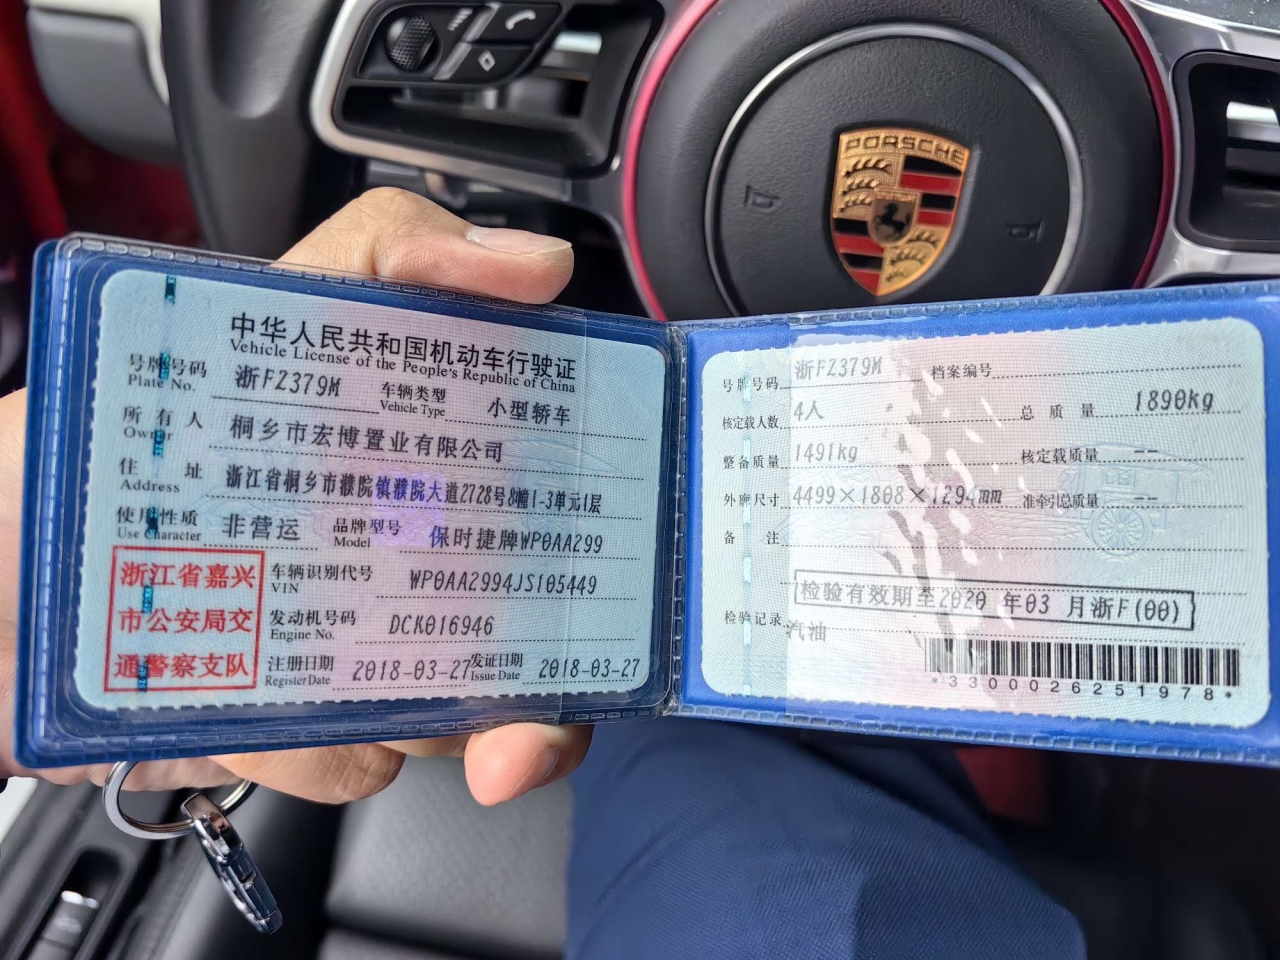 PORSCHE
中华人民共和国机动车行驶证
Vehicle License of the People's Republic of China
号牌号码 浙FZ379M 车辆类型 小型轿车
Plate No. Vehicle Type
所有人 桐乡市宏博置业有限公司
Owner
住址 浙江省桐乡市濮院镇濮院大道2728号8幢1-3单元1层
Address
使用性质 非营运 品牌型号 保时捷牌WP0AA299
Use Character Model
浙江省嘉兴
市公安局交
通警察支队
车辆识别代号 WP0AA2994JS105449
VIN
发动机号码 DCK016946
Engine No.
注册日期 2018-03-27 发证日期 2018-03-27
Register Date Issue Date
号牌号码 浙FZ379M 档案编号
核定载人数 4人 总质量 1890kg
整备质量 1491kg 核定载质量 --
外廓尺寸 4499×1808×1294mm 准牵引总质量 --
备注
检验有效期至2020年03月浙F(00)
检验记录 汽油
*3300026251978*